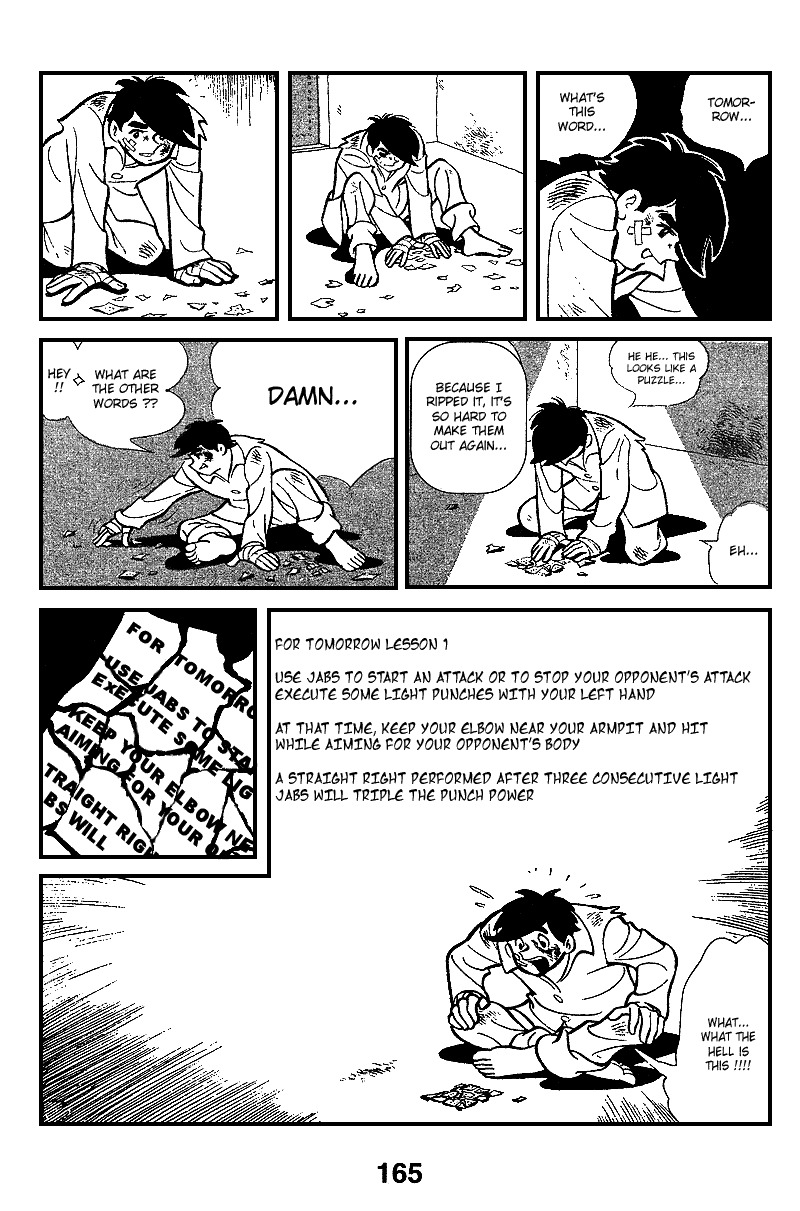 WHAT'S
THIS
WORD...
TOMOR-
ROW...
HEY
!!
WHAT ARE
THE OTHER
WORDS ??
DAMN...
BECAUSE I
RIPPED IT, IT'S
SO HARD TO
MAKE THEM
OUT AGAIN...
HE HE... THIS
LOOKS LIKE A
PUZZLE...
EH...
FOR TOMORRO
USE JABS TO STA
EXECUTE SOME LIG
KEEP YOUR ELBOW NE
AIMING FOR YOUR OP
TRAIGHT RIGH
BS WILL
FOR TOMORROW LESSON 1
USE JABS TO START AN ATTACK OR TO STOP YOUR OPPONENT'S ATTACK
EXECUTE SOME LIGHT PUNCHES WITH YOUR LEFT HAND
AT THAT TIME, KEEP YOUR ELBOW NEAR YOUR ARMPIT AND HIT
WHILE AIMING FOR YOUR OPPONENT'S BODY
A STRAIGHT RIGHT PERFORMED AFTER THREE CONSECUTIVE LIGHT
JABS WILL TRIPLE THE PUNCH POWER
WHAT...
WHAT THE
HELL IS
THIS !!!!
165